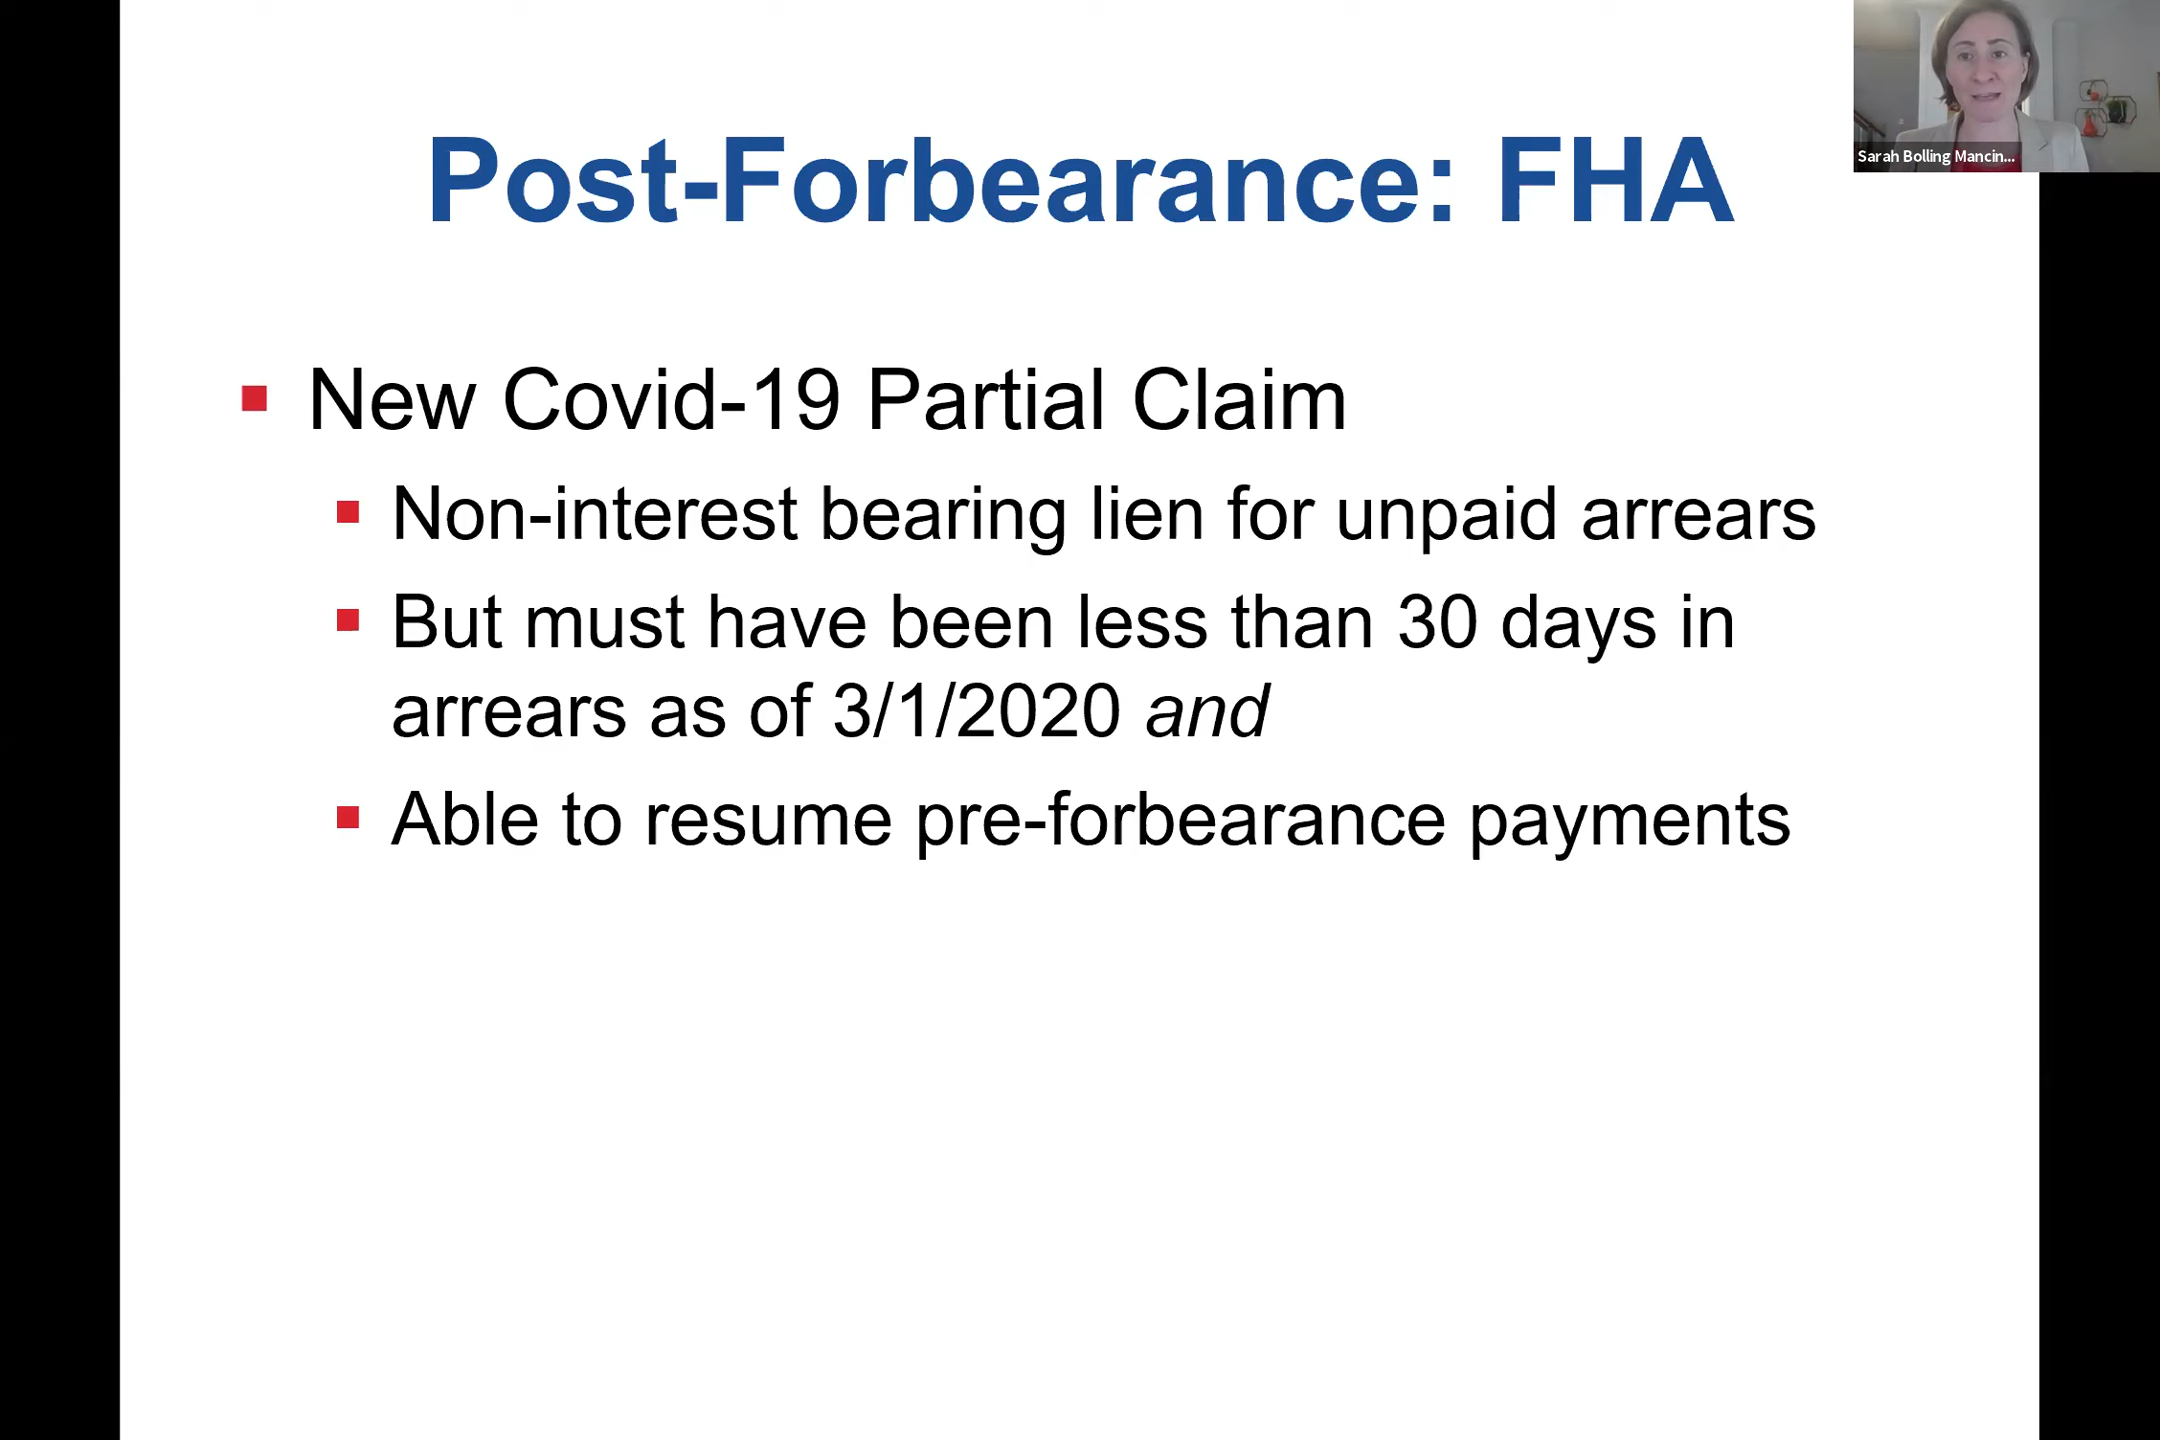 Sarah Bolling Mancin...
Post-Forbearance: FHA
New Covid-19 Partial Claim
Non-interest bearing lien for unpaid arrears
But must have been less than 30 days in
arrears as of 3/1/2020 and
Able to resume pre-forbearance payments